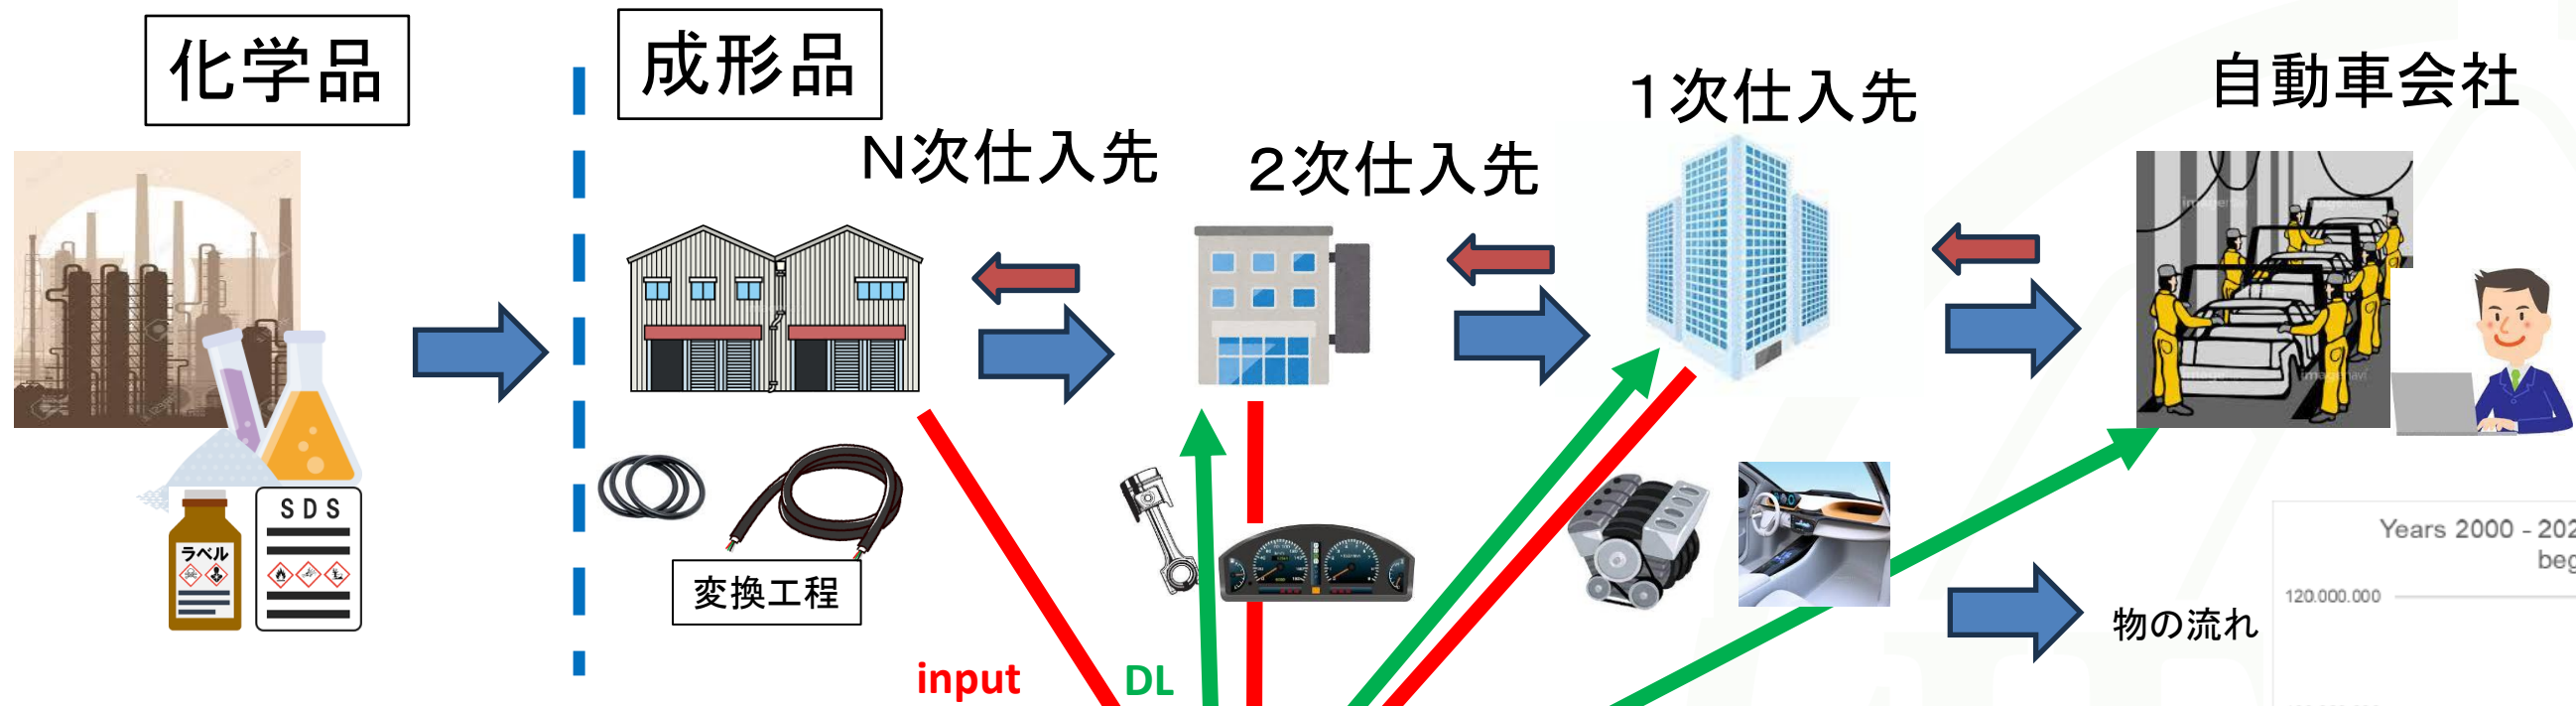 化学品
成形品
N次仕入先
2次仕入先
1次仕入先
自動車会社
SDS
ラベル
変換工程
input
DL
物の流れ
Years 2000 - 202
beg
120.000.000